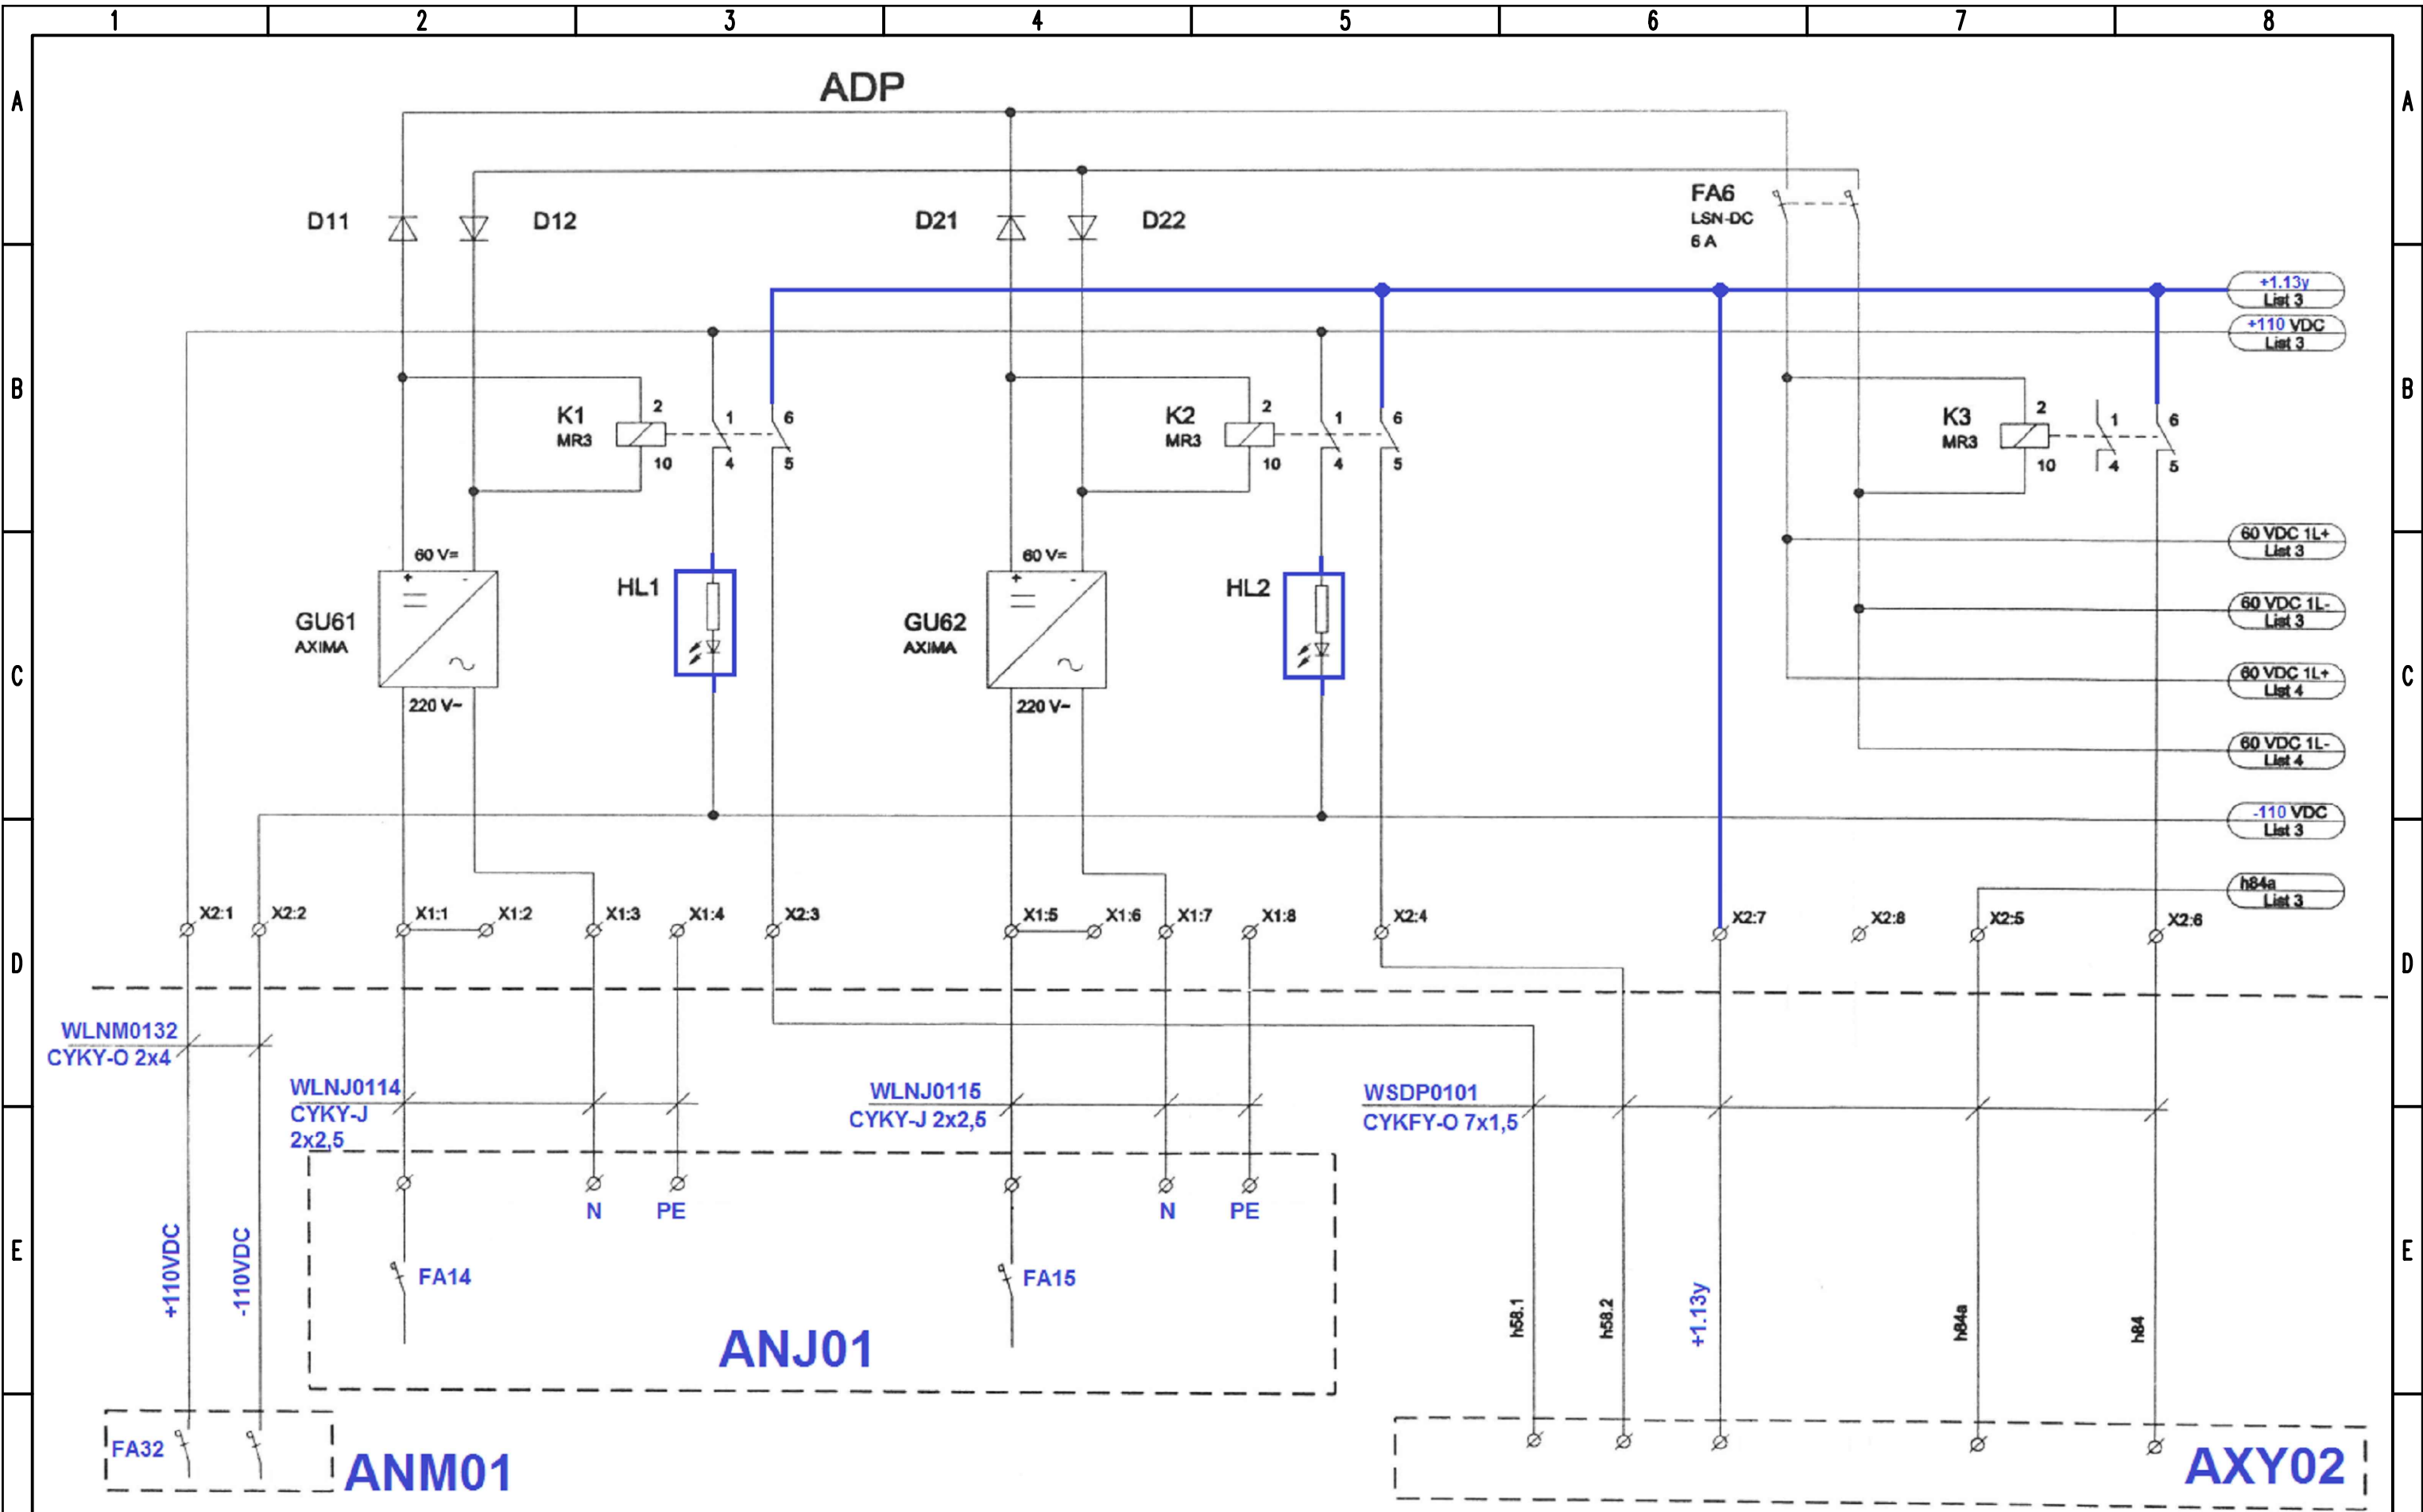 1 2 3 4 5 6 7 8
A A
ADP
FA6
LSN-DC
6 A
D11 D12 D21 D22
+1.13y
List 3
+110 VDC
List 3
B B
K1
MR3
2
10
1
4
6
5
K2
MR3
2
10
1
4
6
5
K3
MR3
2
10
1
4
6
5
60 VDC 1L+
List 3
60 VDC 1L-
List 3
60 VDC 1L+
List 4
60 VDC 1L-
List 4
-110 VDC
List 3
h84a
List 3
C C
60 V=
+ -
GU61
AXIMA
220 V~
HL1
60 V=
+ -
GU62
AXIMA
220 V~
HL2
X2:1 X2:2 X1:1 X1:2 X1:3 X1:4 X2:3 X1:5 X1:6 X1:7 X1:8 X2:4 X2:7 X2:8 X2:5 X2:6
D D
WLNM0132
CYKY-O 2x4
WLNJ0114
CYKY-J
2x2,5
WLNJ0115
CYKY-J 2x2,5
WSDP0101
CYKFY-O 7x1,5
N PE N PE
E E
+110VDC
-110VDC
FA14
FA15
h58.1
h58.2
+1.13y
h84a
h84
ANJ01
FA32
ANM01
AXY02